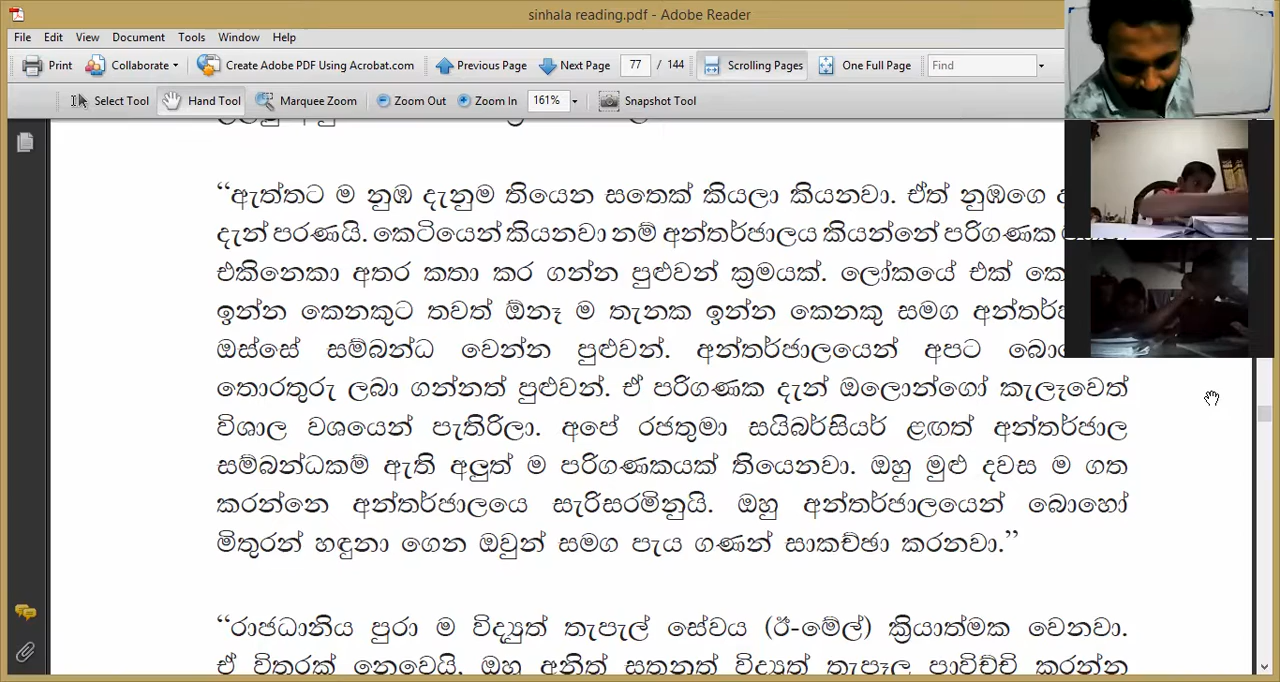 sinhala reading.pdf - Adobe Reader
File Edit View Document Tools Window Help
Print Collaborate Create Adobe PDF Using Acrobat.com Previous Page Next Page 77 / 144 Scrolling Pages One Full Page Find
Select Tool Hand Tool Marquee Zoom Zoom Out Zoom In 161% Snapshot Tool
“ඇත්තට ම නුඹ දැනුම තියෙන සතෙක් කියලා කියනවා. ඒත් නුඹගෙ
දැන් පරණයි. කෙටියෙන් කියනවා නම් අන්තර්ජාලය කියන්නේ පරිගණක
එකිනෙකා අතර කතා කර ගන්න පුළුවන් ක්‍රමයක්. ලෝකයේ එක්
ඉන්න කෙනකුට තවත් ඕනෑ ම තැනක ඉන්න කෙනකු සමග
ඔස්සේ සම්බන්ධ වෙන්න පුළුවන්. අන්තර්ජාලයෙන් අපට
තොරතුරු ලබා ගන්නත් පුළුවන්. ඒ පරිගණක දැන් ඔලොන්ගෝ කැලෑවෙත්
විශාල වශයෙන් පැතිරිලා. අපේ රජතුමා සයිබර්සියර් ළඟත් අන්තර්ජාල
සම්බන්ධකම් ඇති අලුත් ම පරිගණකයක් තියෙනවා. ඔහු මුළු දවස ම ගත
කරන්නෙ අන්තර්ජාලයෙ සැරිසරමිනුයි. ඔහු අන්තර්ජාලයෙන් බොහෝ
මිතුරන් හඳුනා ගෙන ඔවුන් සමග පැය ගණන් සාකච්ඡා කරනවා.”
“රාජධානිය පුරා ම විද්‍යුත් තැපැල් සේවය (ඊ-මේල්) ක්‍රියාත්මක වෙනවා.
ඒ විතරක් නෙවෙයි, ඔහු අනිත් සතනුත් විද්‍යුත් තැපෑල පාවිච්චි කරන්න